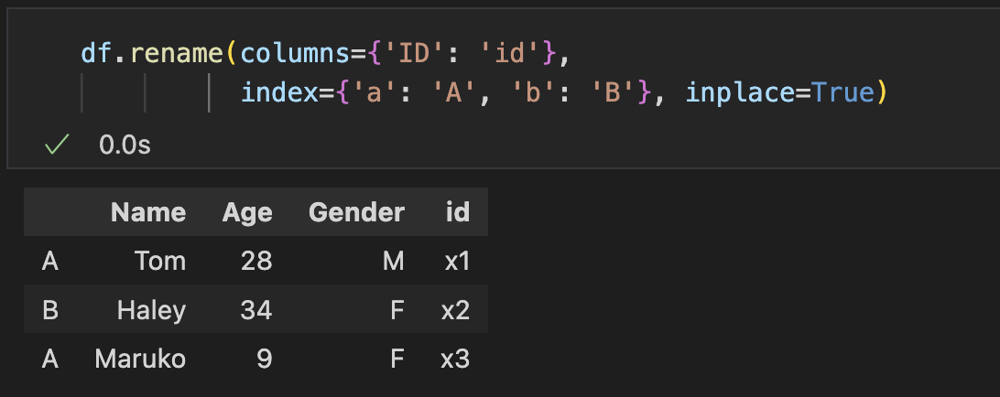 df.rename(columns={'ID': 'id'},
index={'a': 'A', 'b': 'B'}, inplace=True)
0.0s
Name Age Gender id
A Tom 28 M x1
B Haley 34 F x2
A Maruko 9 F x3